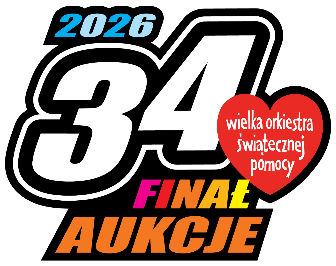 2026
34
wielka orkiestra
świątecznej
pomocy
FINAŁ
AUKCJE